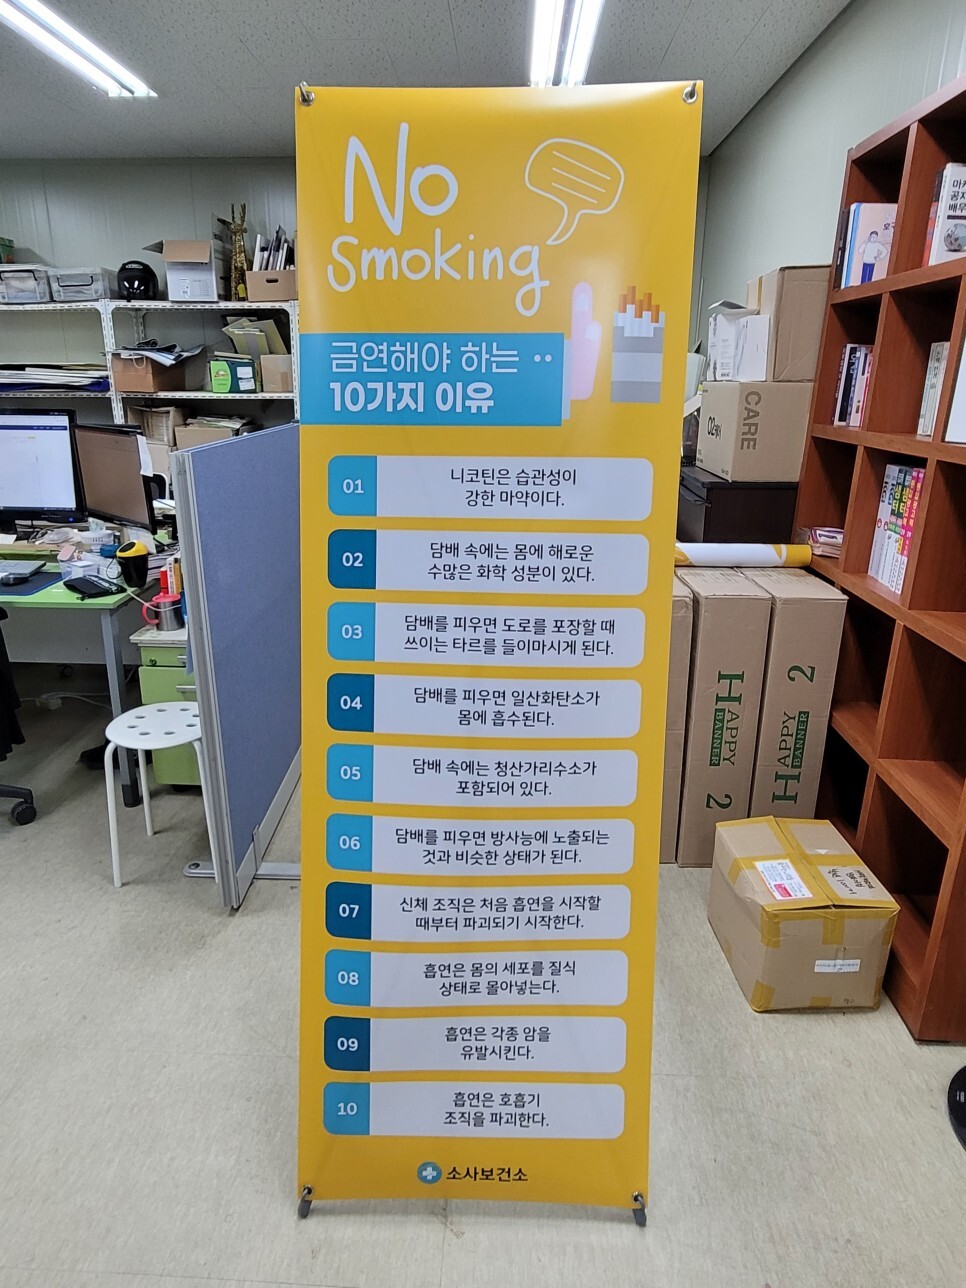 No
Smoking
금연해야 하는 ··
10가지 이유
01
니코틴은 습관성이
강한 마약이다.
02
담배 속에는 몸에 해로운
수많은 화학 성분이 있다.
03
담배를 피우면 도로를 포장할 때
쓰이는 타르를 들이마시게 된다.
04
담배를 피우면 일산화탄소가
몸에 흡수된다.
05
담배 속에는 청산가리수소가
포함되어 있다.
06
담배를 피우면 방사능에 노출되는
것과 비슷한 상태가 된다.
07
신체 조직은 처음 흡연을 시작할
때부터 파괴되기 시작한다.
08
흡연은 몸의 세포를 질식
상태로 몰아넣는다.
09
흡연은 각종 암을
유발시킨다.
10
흡연은 호흡기
조직을 파괴한다.
소사보건소
CARE
HAPPY
BANNER
2
HAPPY
BANNER
2